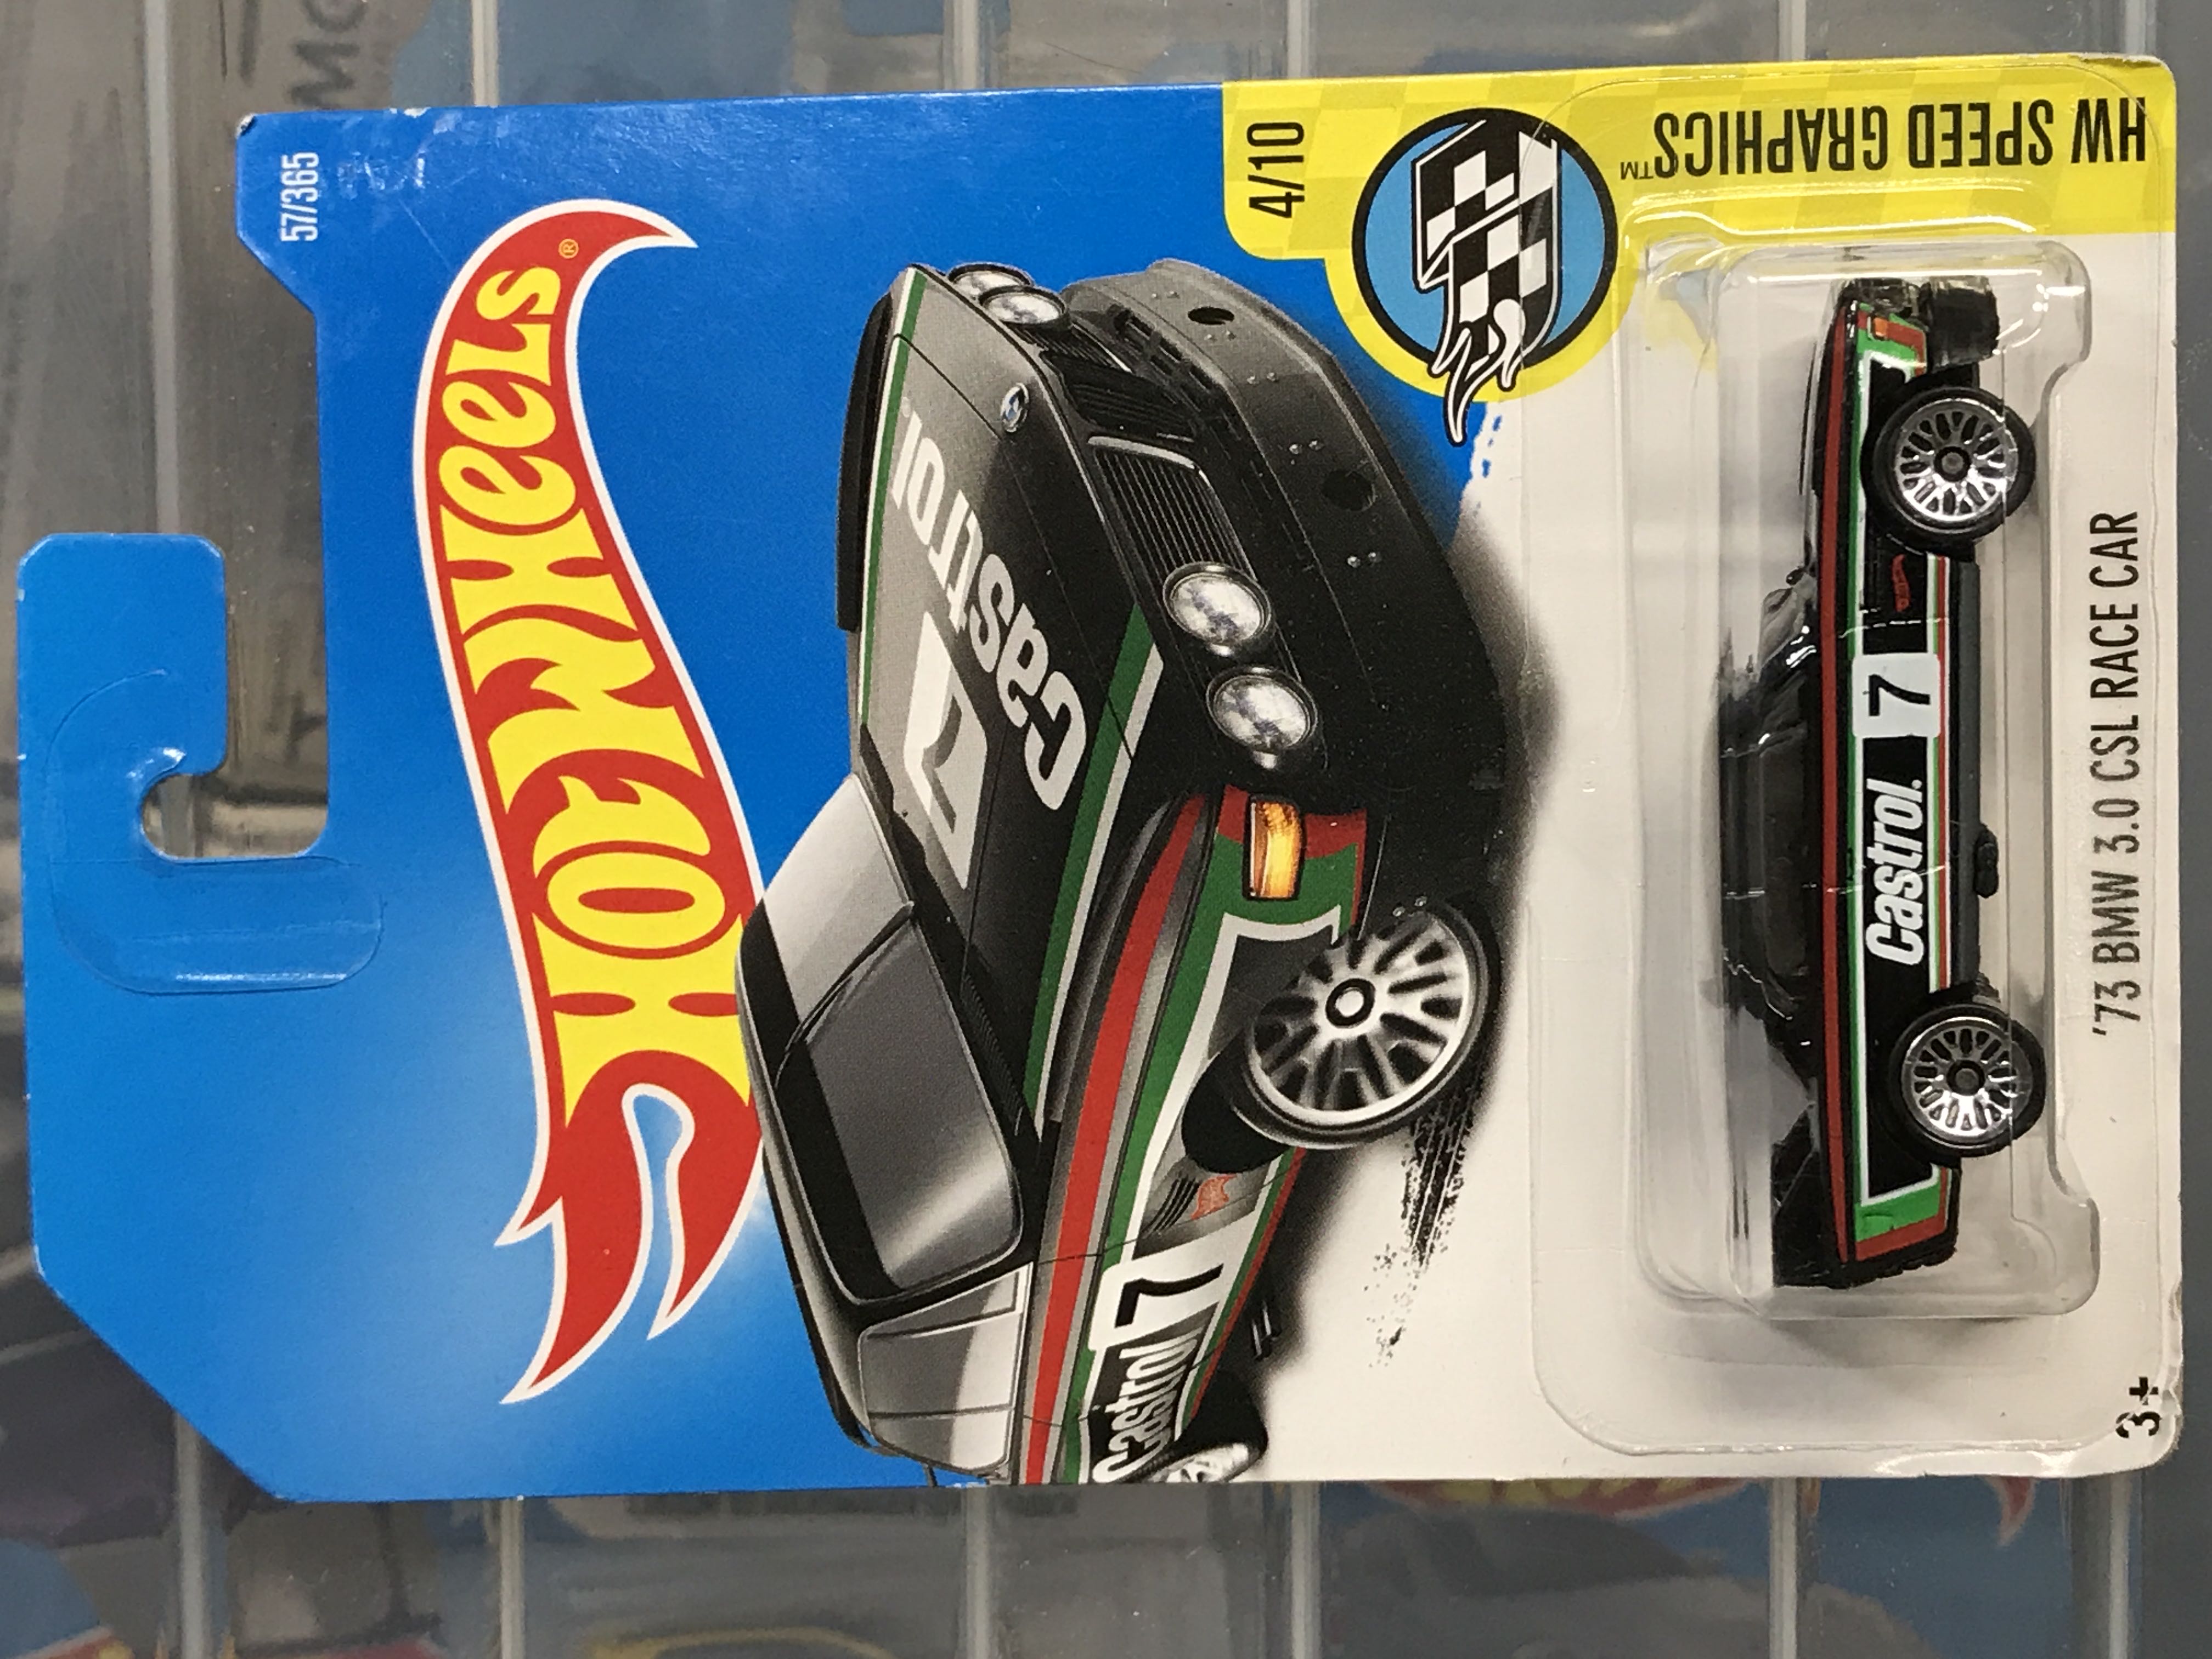 57/365
HOT WHEELS®
4/10
HW SPEED GRAPHICS™
Castrol
7
7
Castrol
7
Castrol
'73 BMW 3.0 CSL RACE CAR
3+